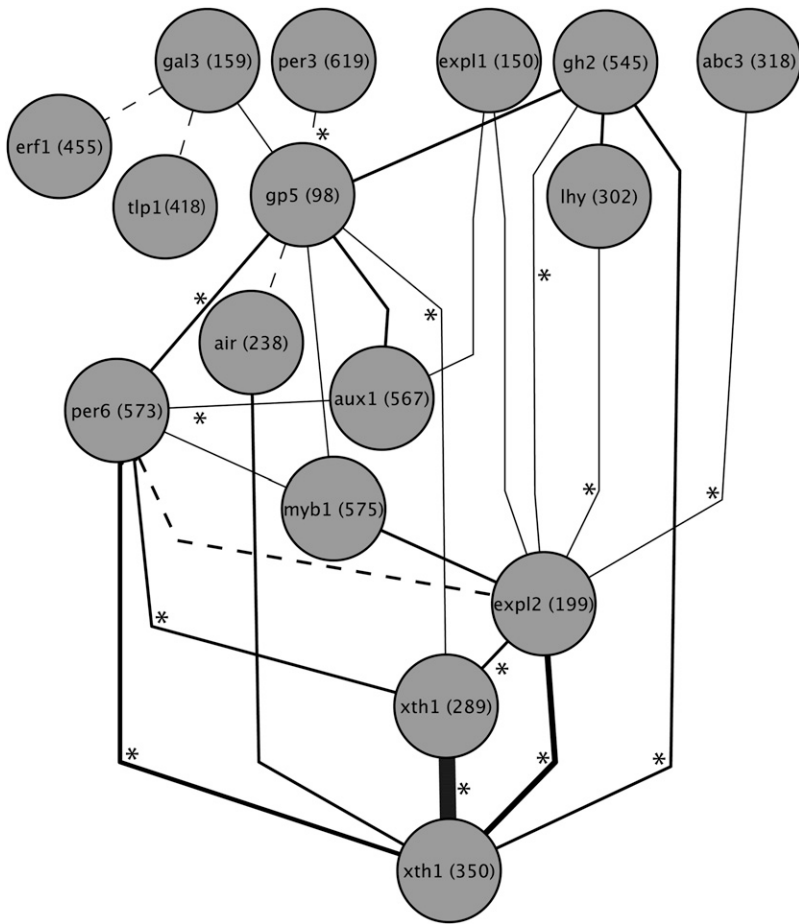 gal3 (159)
per3 (619)
expl1 (150)
gh2 (545)
abc3 (318)
erf1 (455)
*
tlp1(418)
gp5 (98)
lhy (302)
*
*
*
air (238)
per6 (573)
aux1 (567)
*
*
*
myb1 (575)
expl2 (199)
*
*
xth1 (289)
*
*
*
*
xth1 (350)